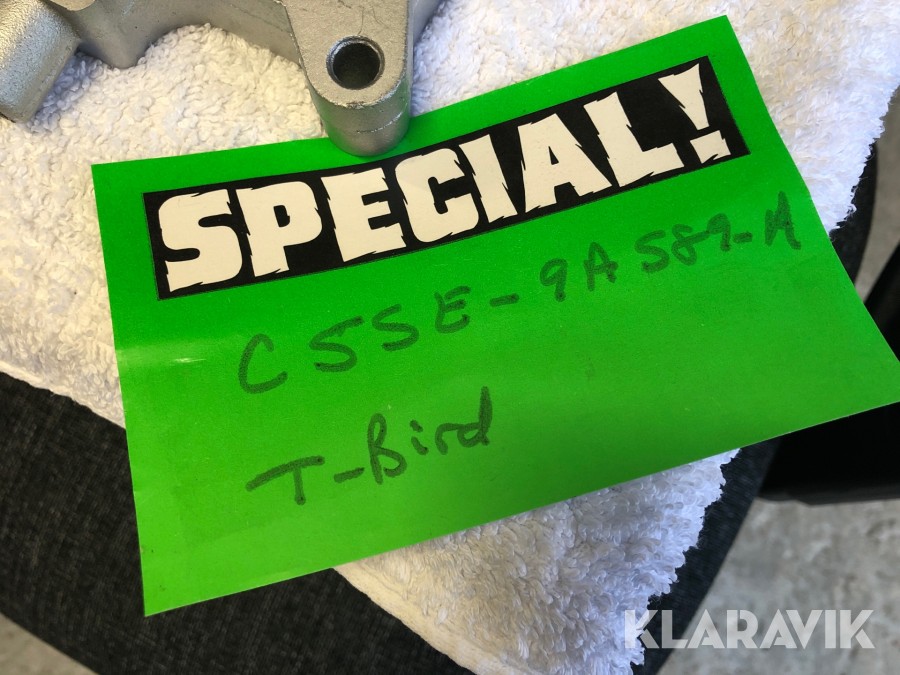 SPECIAL!
C5SE-9A589-A
T-Bird
KLARAVIK